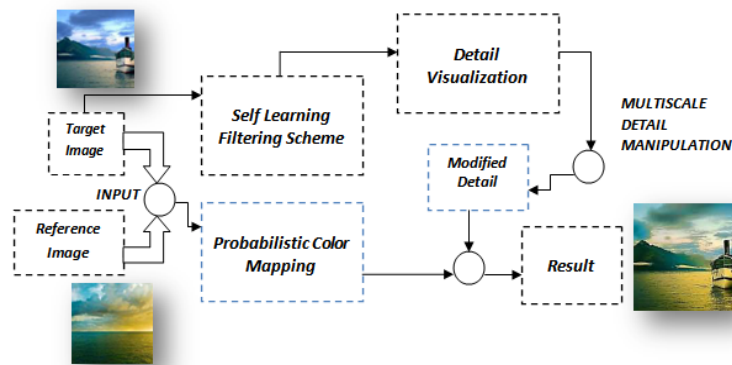 Detail
Visualization
Self Learning
Filtering Scheme
MULTISCALE
DETAIL
MANIPULATION
Target
Image
Modified
Detail
INPUT
Reference
Image
Probabilistic Color
Mapping
Result